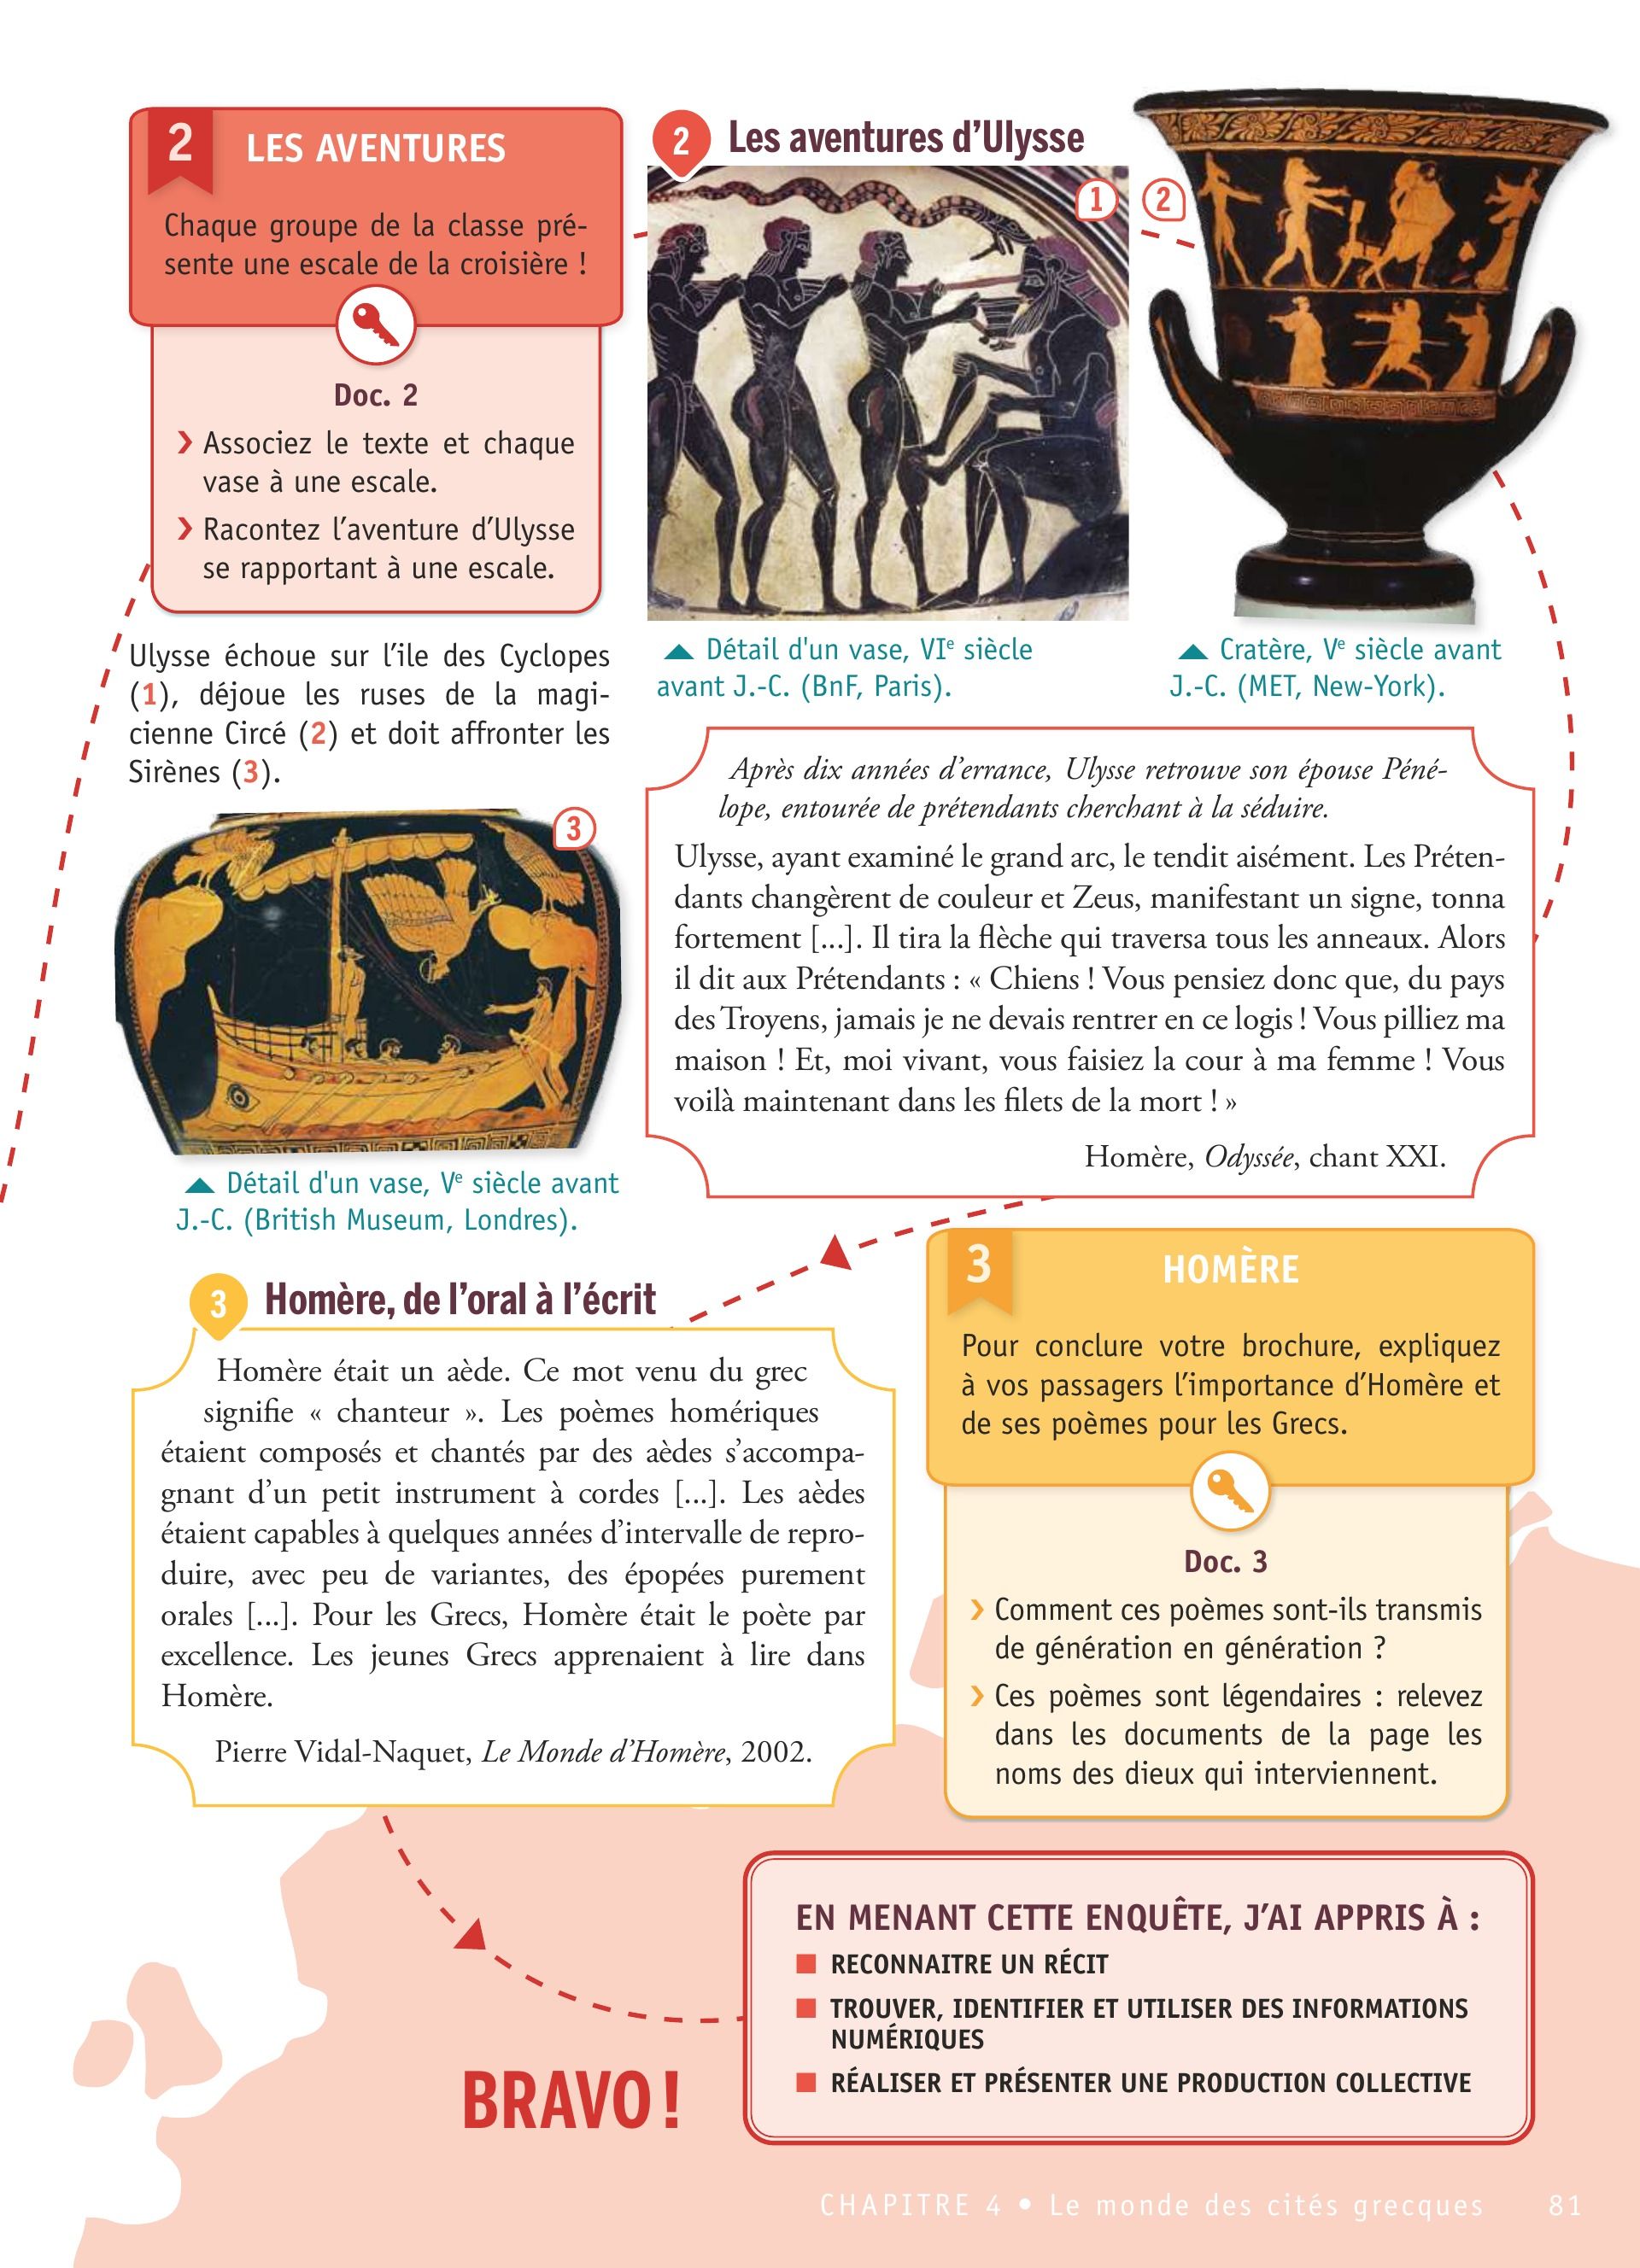 2
LES AVENTURES
Chaque groupe de la classe pré-
sente une escale de la croisière !
Doc. 2
❯ Associez le texte et chaque
vase à une escale.
❯ Racontez l'aventure d'Ulysse
se rapportant à une escale.
2 Les aventures d'Ulysse
1
2
▲ Détail d'un vase, VIe siècle
avant J.-C. (BnF, Paris).
▲ Cratère, Ve siècle avant
J.-C. (MET, New-York).
Ulysse échoue sur l'ile des Cyclopes
(1), déjoue les ruses de la magi-
cienne Circé (2) et doit affronter les
Sirènes (3).
3
▲ Détail d'un vase, Ve siècle avant
J.-C. (British Museum, Londres).
Après dix années d'errance, Ulysse retrouve son épouse Péné-
lope, entourée de prétendants cherchant à la séduire.
Ulysse, ayant examiné le grand arc, le tendit aisément. Les Préten-
dants changèrent de couleur et Zeus, manifestant un signe, tonna
fortement [...]. Il tira la flèche qui traversa tous les anneaux. Alors
il dit aux Prétendants : « Chiens ! Vous pensiez donc que, du pays
des Troyens, jamais je ne devais rentrer en ce logis ! Vous pilliez ma
maison ! Et, moi vivant, vous faisiez la cour à ma femme ! Vous
voilà maintenant dans les filets de la mort ! »
Homère, Odyssée, chant XXI.
3 Homère, de l'oral à l'écrit
Homère était un aède. Ce mot venu du grec
signifie « chanteur ». Les poèmes homériques
étaient composés et chantés par des aèdes s'accompa-
gnant d'un petit instrument à cordes [...]. Les aèdes
étaient capables à quelques années d'intervalle de repro-
duire, avec peu de variantes, des épopées purement
orales [...]. Pour les Grecs, Homère était le poète par
excellence. Les jeunes Grecs apprenaient à lire dans
Homère.
Pierre Vidal-Naquet, Le Monde d'Homère, 2002.
3
HOMÈRE
Pour conclure votre brochure, expliquez
à vos passagers l'importance d'Homère et
de ses poèmes pour les Grecs.
Doc. 3
❯ Comment ces poèmes sont-ils transmis
de génération en génération ?
❯ Ces poèmes sont légendaires : relevez
dans les documents de la page les
noms des dieux qui interviennent.
EN MENANT CETTE ENQUÊTE, J'AI APPRIS À :
■ RECONNAITRE UN RÉCIT
■ TROUVER, IDENTIFIER ET UTILISER DES INFORMATIONS
NUMÉRIQUES
■ RÉALISER ET PRÉSENTER UNE PRODUCTION COLLECTIVE
BRAVO !
CHAPITRE 4 • Le monde des cités grecques 81